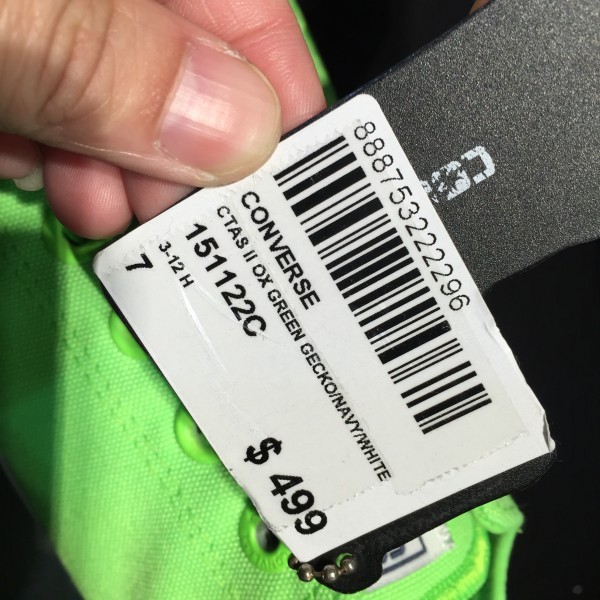 888753222296
CONVERSE
CTAS II OX GREEN GECKO/NAVY/WHITE
151122C
3-12 H
7
$ 499